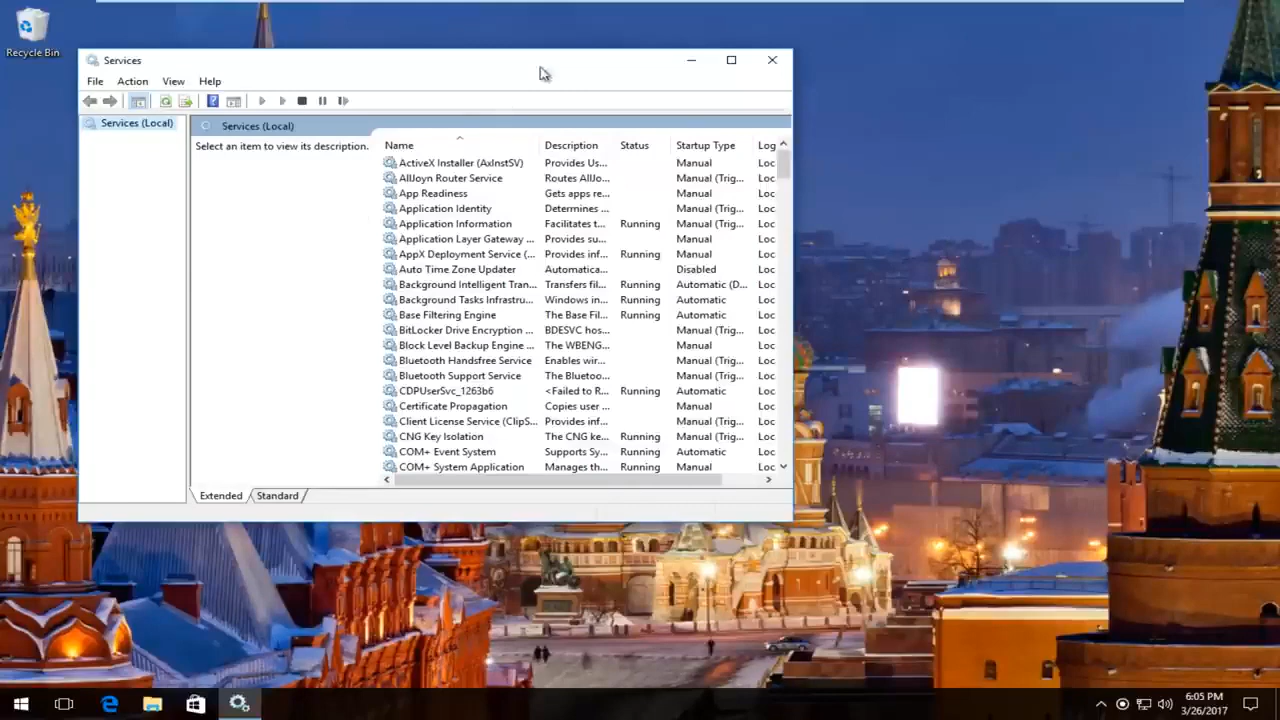 Recycle Bin
Services
File Action View Help
Services (Local)
Services (Local)
Select an item to view its description.
Name Description Status Startup Type Log
ActiveX Installer (AxInstSV) Provides Us... Manual Loc
AllJoyn Router Service Routes AllJo... Manual (Trig... Loc
App Readiness Gets apps re... Manual Loc
Application Identity Determines ... Manual (Trig... Loc
Application Information Facilitates t... Running Manual (Trig... Loc
Application Layer Gateway ... Provides su... Manual Loc
AppX Deployment Service (... Provides inf... Running Manual Loc
Auto Time Zone Updater Automatica... Disabled Loc
Background Intelligent Tran... Transfers fil... Running Automatic (D... Loc
Background Tasks Infrastru... Windows in... Running Automatic Loc
Base Filtering Engine The Base Fil... Running Automatic Loc
BitLocker Drive Encryption ... BDESVC hos... Manual (Trig... Loc
Block Level Backup Engine ... The WBENG... Manual Loc
Bluetooth Handsfree Service Enables wir... Manual (Trig... Loc
Bluetooth Support Service The Bluetoo... Manual (Trig... Loc
CDPUserSvc_1263b6 <Failed to R... Running Automatic Loc
Certificate Propagation Copies user ... Manual Loc
Client License Service (ClipS... Provides inf... Manual (Trig... Loc
CNG Key Isolation The CNG ke... Running Manual (Trig... Loc
COM+ Event System Supports Sy... Running Automatic Loc
COM+ System Application Manages th... Running Manual Loc
Extended Standard
6:05 PM
3/26/2017